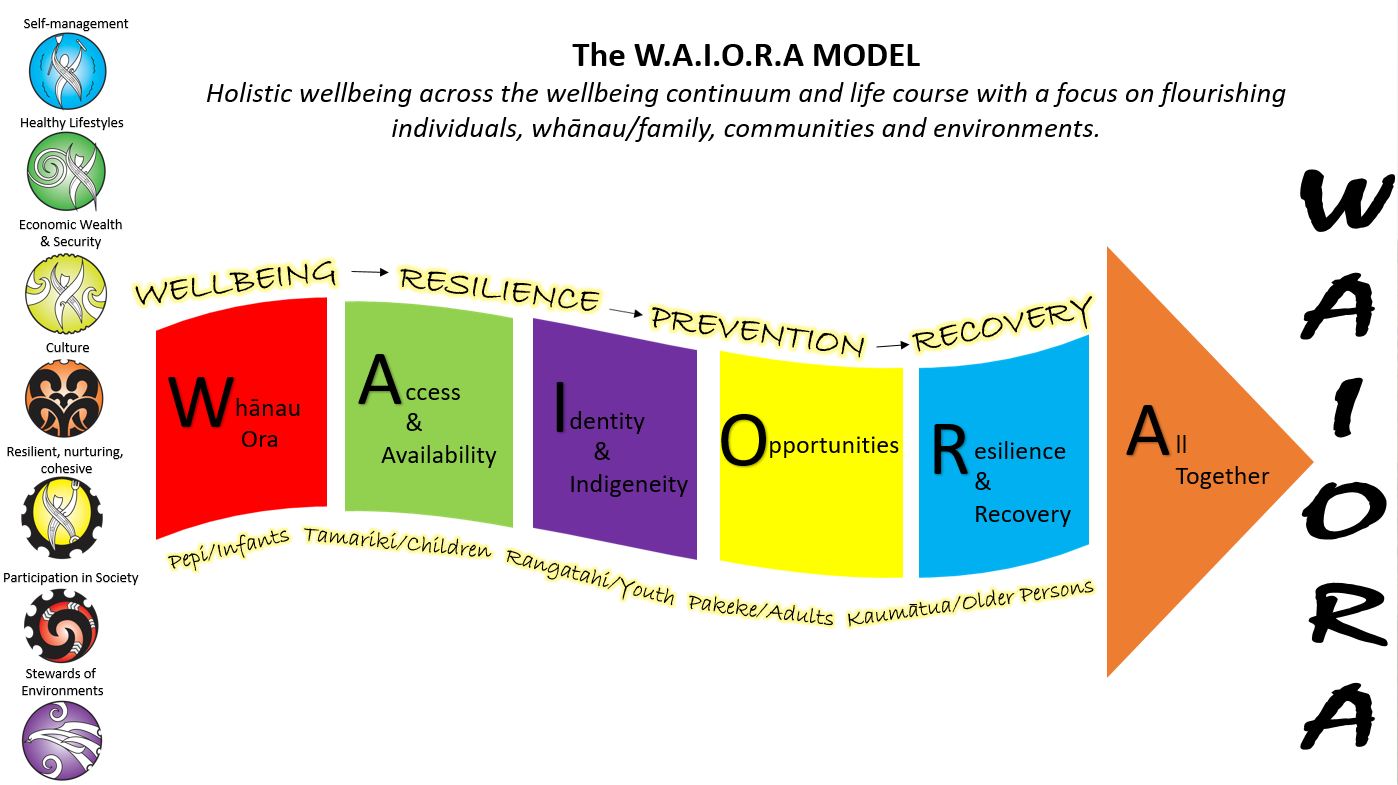 The W.A.I.O.R.A MODEL
Holistic wellbeing across the wellbeing continuum and life course with a focus on flourishing
individuals, whānau/family, communities and environments.
Self-management
Healthy Lifestyles
Economic Wealth
& Security
Culture
Resilient, nurturing,
cohesive
Participation in Society
Stewards of
Environments
WELLBEING
RESILIENCE
PREVENTION
RECOVERY
Whānau
Ora
Access
&
Availability
Identity
&
Indigeneity
Opportunities
Resilience
&
Recovery
All
Together
Pepi/Infants
Tamariki/Children
Rangatahi/Youth
Pakeke/Adults
Kaumātua/Older Persons
W
A
I
O
R
A